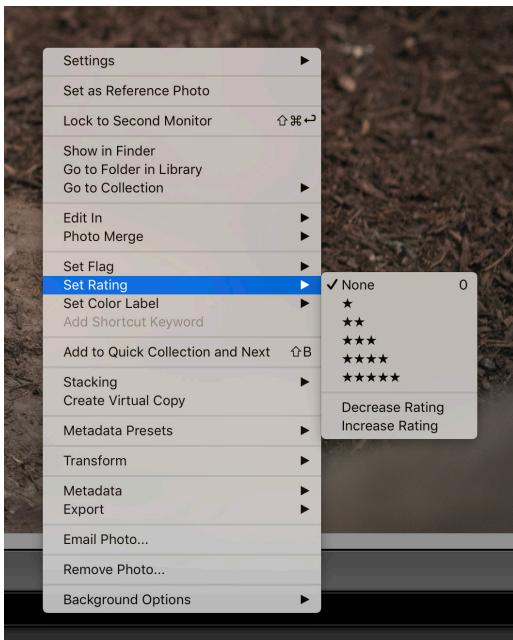 Settings ▶
Set as Reference Photo
Lock to Second Monitor ⇧⌘↩
Show in Finder
Go to Folder in Library
Go to Collection ▶
Edit In ▶
Photo Merge ▶
Set Flag ▶
Set Rating ▶
Set Color Label ▶
Add Shortcut Keyword
Add to Quick Collection and Next ⇧B
Stacking ▶
Create Virtual Copy
Metadata Presets ▶
Transform ▶
Metadata ▶
Export ▶
Email Photo...
Remove Photo...
Background Options ▶
✓ None 0
★
★★
★★★
★★★★
★★★★★
Decrease Rating
Increase Rating